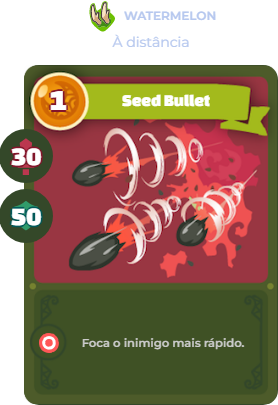 WATERMELON
À distância
1
Seed Bullet
30
50
Foca o inimigo mais rápido.